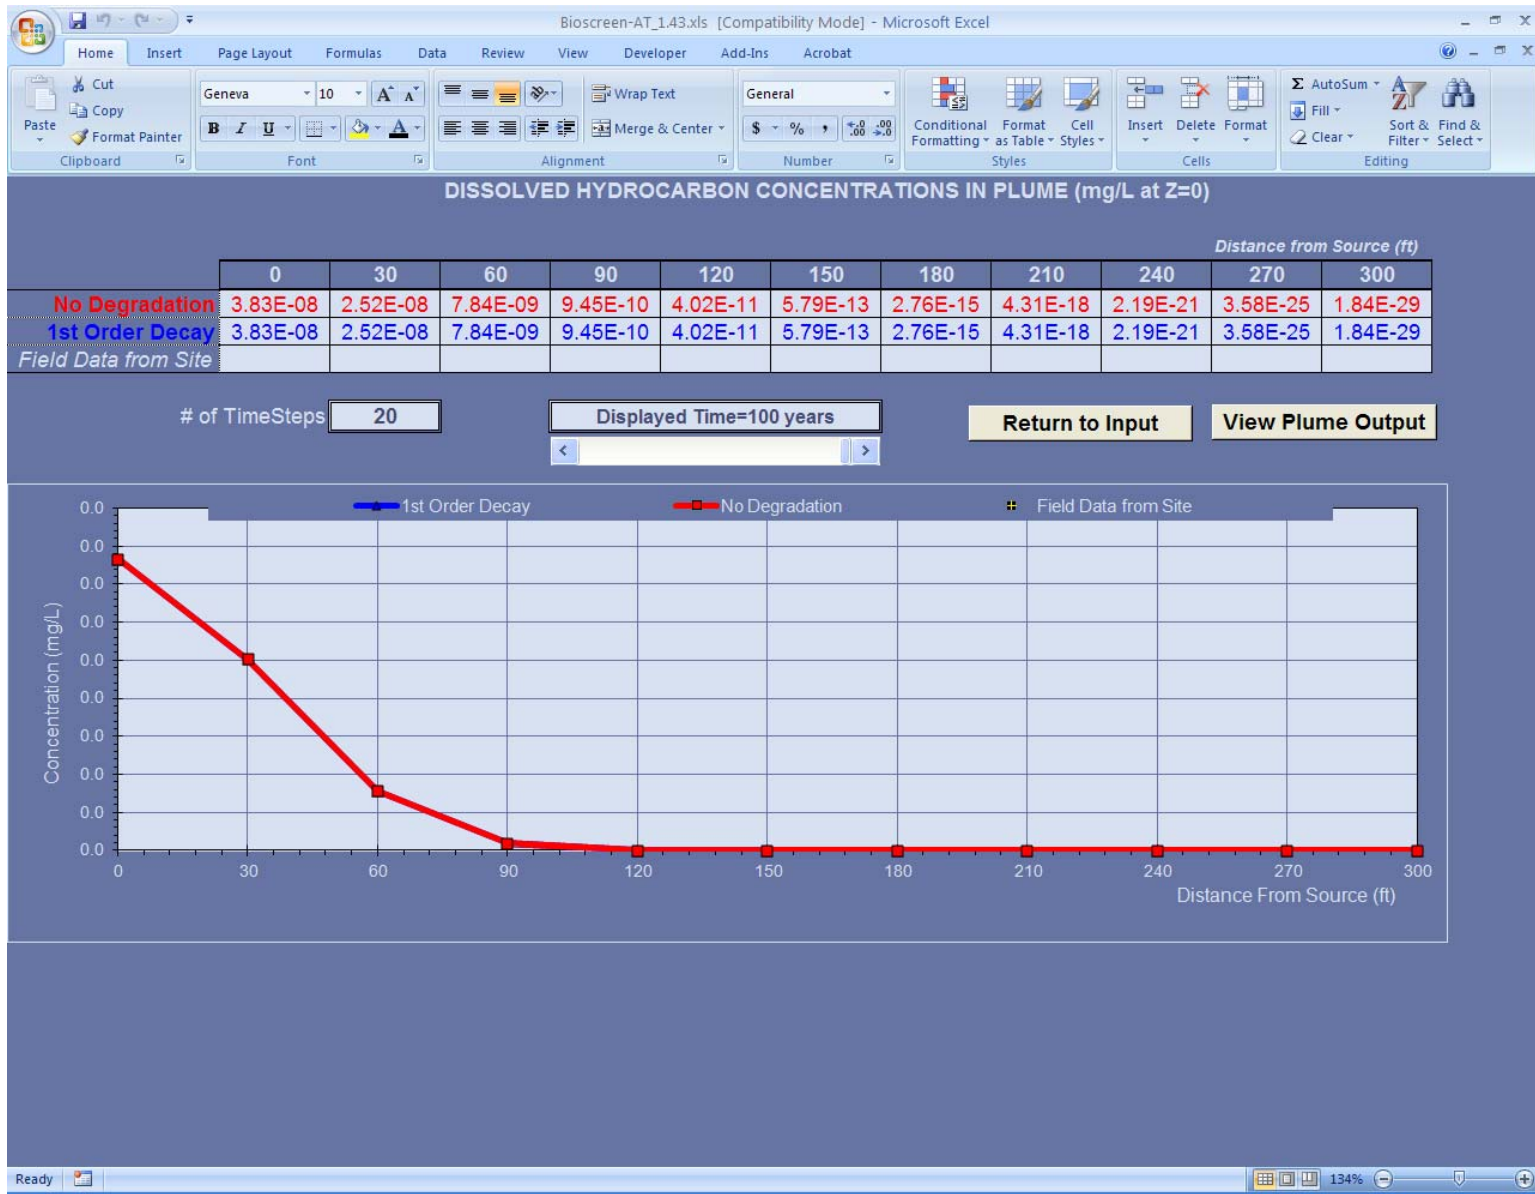 Bioscreen-AT_1.43.xls [Compatibility Mode] - Microsoft Excel
Home Insert Page Layout Formulas Data Review View Developer Add-Ins Acrobat
Paste
Cut
Copy
Format Painter
Clipboard
Geneva 10
B I U
Font
Wrap Text
Merge & Center
Alignment
General
$ % ,
Number
Conditional Formatting
Format as Table
Cell Styles
Styles
Insert Delete Format
Cells
Σ AutoSum
Fill
Clear
Sort & Filter
Find & Select
Editing
DISSOLVED HYDROCARBON CONCENTRATIONS IN PLUME (mg/L at Z=0)
Distance from Source (ft)
0 30 60 90 120 150 180 210 240 270 300
No Degradation 3.83E-08 2.52E-08 7.84E-09 9.45E-10 4.02E-11 5.79E-13 2.76E-15 4.31E-18 2.19E-21 3.58E-25 1.84E-29
1st Order Decay 3.83E-08 2.52E-08 7.84E-09 9.45E-10 4.02E-11 5.79E-13 2.76E-15 4.31E-18 2.19E-21 3.58E-25 1.84E-29
Field Data from Site
# of TimeSteps 20
Displayed Time=100 years
Return to Input
View Plume Output
1st Order Decay No Degradation Field Data from Site
0.0
0.0
0.0
0.0
0.0
0.0
0.0
0.0
0.0
0.0
Concentration (mg/L)
0 30 60 90 120 150 180 210 240 270 300
Distance From Source (ft)
Ready
134%